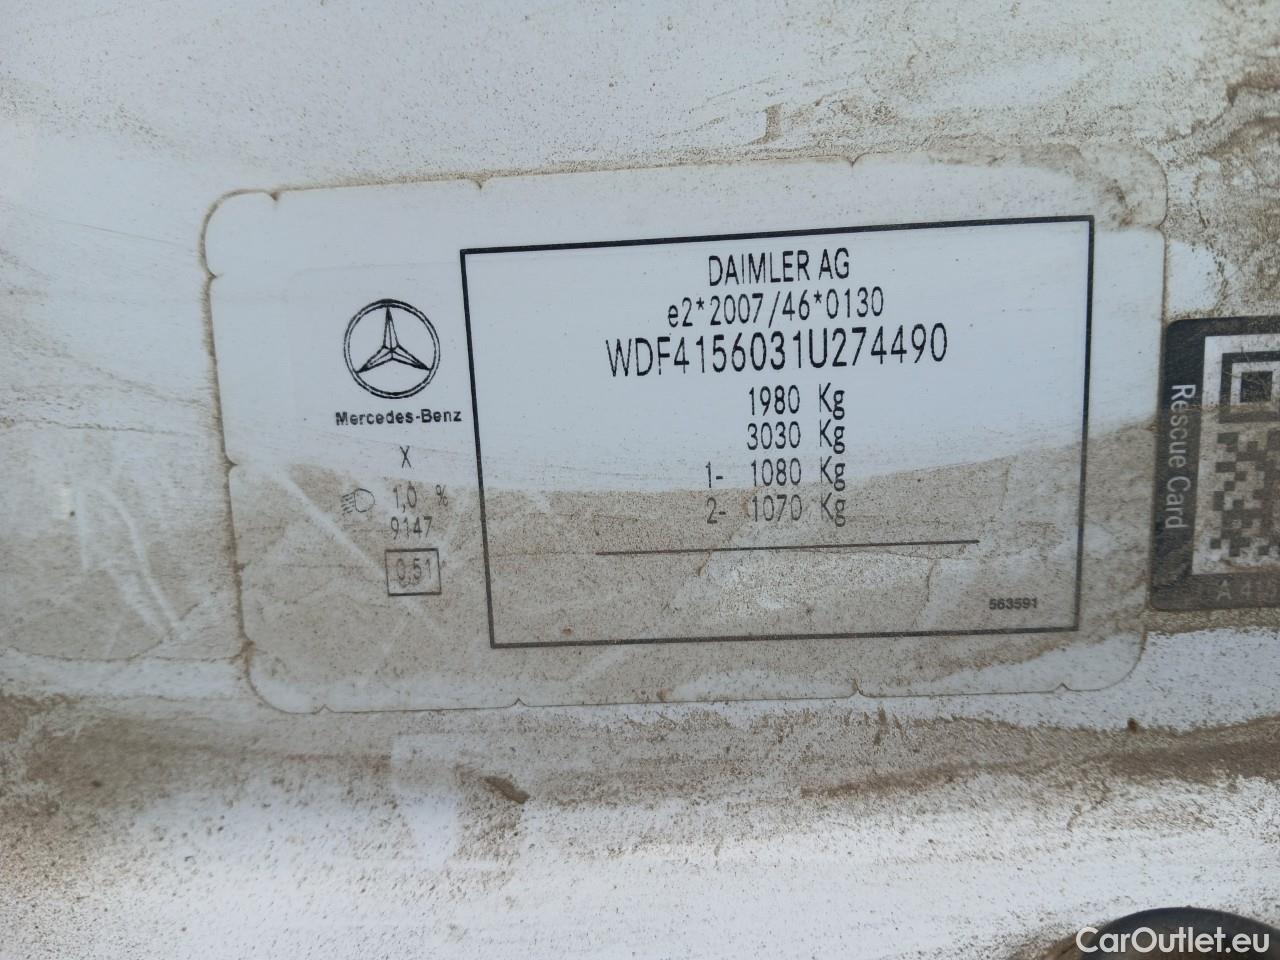 DAIMLER AG
e2*2007/46*0130
WDF4156031U274490
1980 Kg
3030 Kg
1- 1080 Kg
2- 1070 Kg
563591
Mercedes-Benz
X
1,0 %
9147
0.51
Rescue Card
CarOutlet.eu